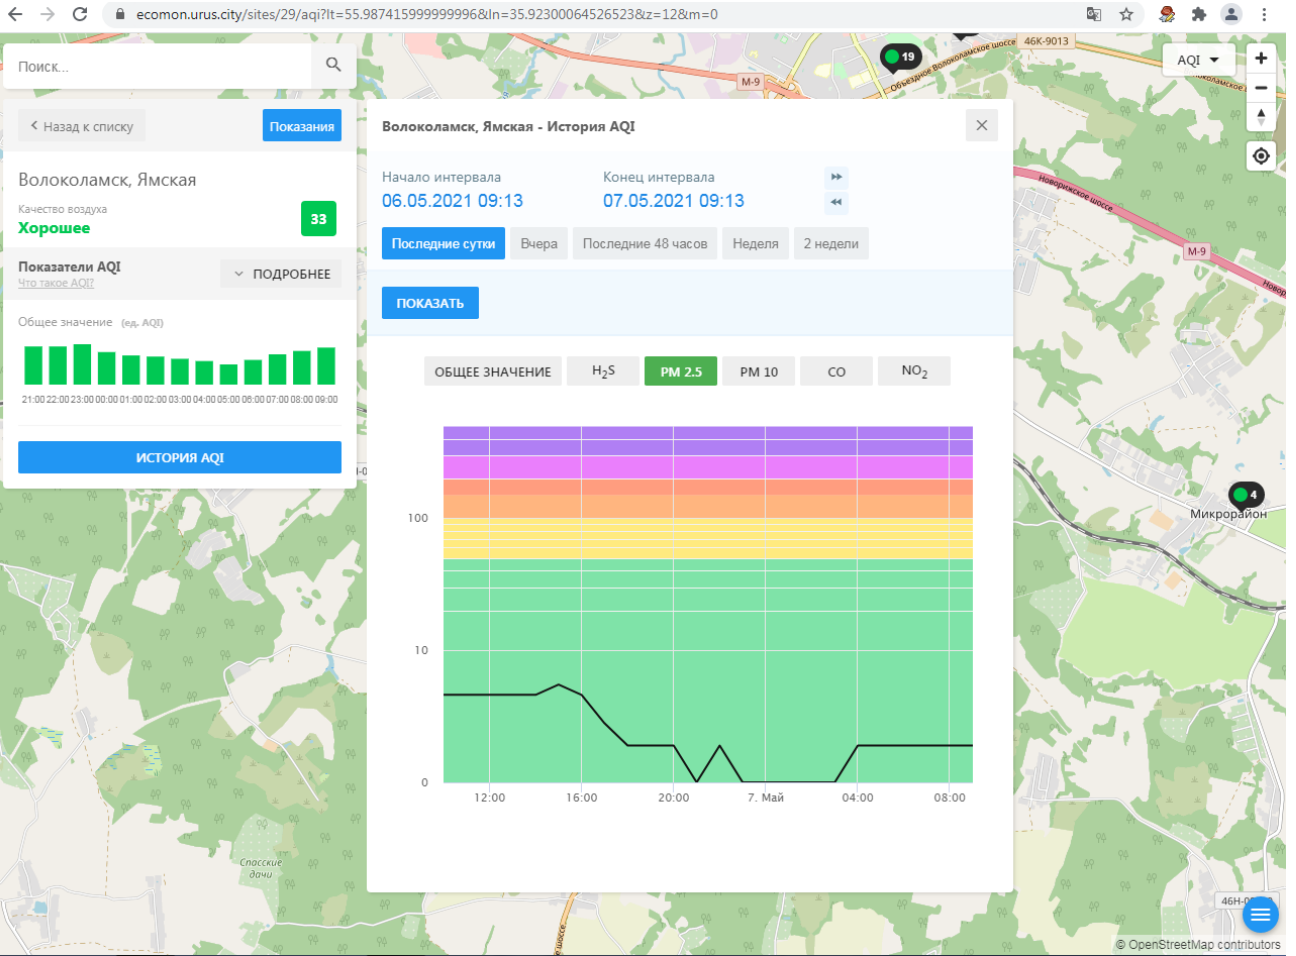 ecomon.urus.city/sites/29/aqi?lt=55.987415999999996&ln=35.92300064526523&z=12&m=0
Поиск...
Назад к списку
Показания
Волоколамск, Ямская
Качество воздуха
Хорошее
33
Показатели AQI
Что такое AQI?
ПОДРОБНЕЕ
Общее значение (ед. AQI)
21:00 22:00 23:00 00:00 01:00 02:00 03:00 04:00 05:00 06:00 07:00 08:00 09:00
ИСТОРИЯ AQI
Волоколамск, Ямская - История AQI
Начало интервала
Конец интервала
06.05.2021 09:13
07.05.2021 09:13
Последние сутки
Вчера
Последние 48 часов
Неделя
2 недели
ПОКАЗАТЬ
ОБЩЕЕ ЗНАЧЕНИЕ
H2S
PM 2.5
PM 10
CO
NO2
100
10
0
12:00
16:00
20:00
7. Май
04:00
08:00
46К-9013
19
М-9
Объездное Волоколамское шоссе
AQI
Новорижское шоссе
М-9
4
Микрорайон
Спасские
дачи
© OpenStreetMap contributors